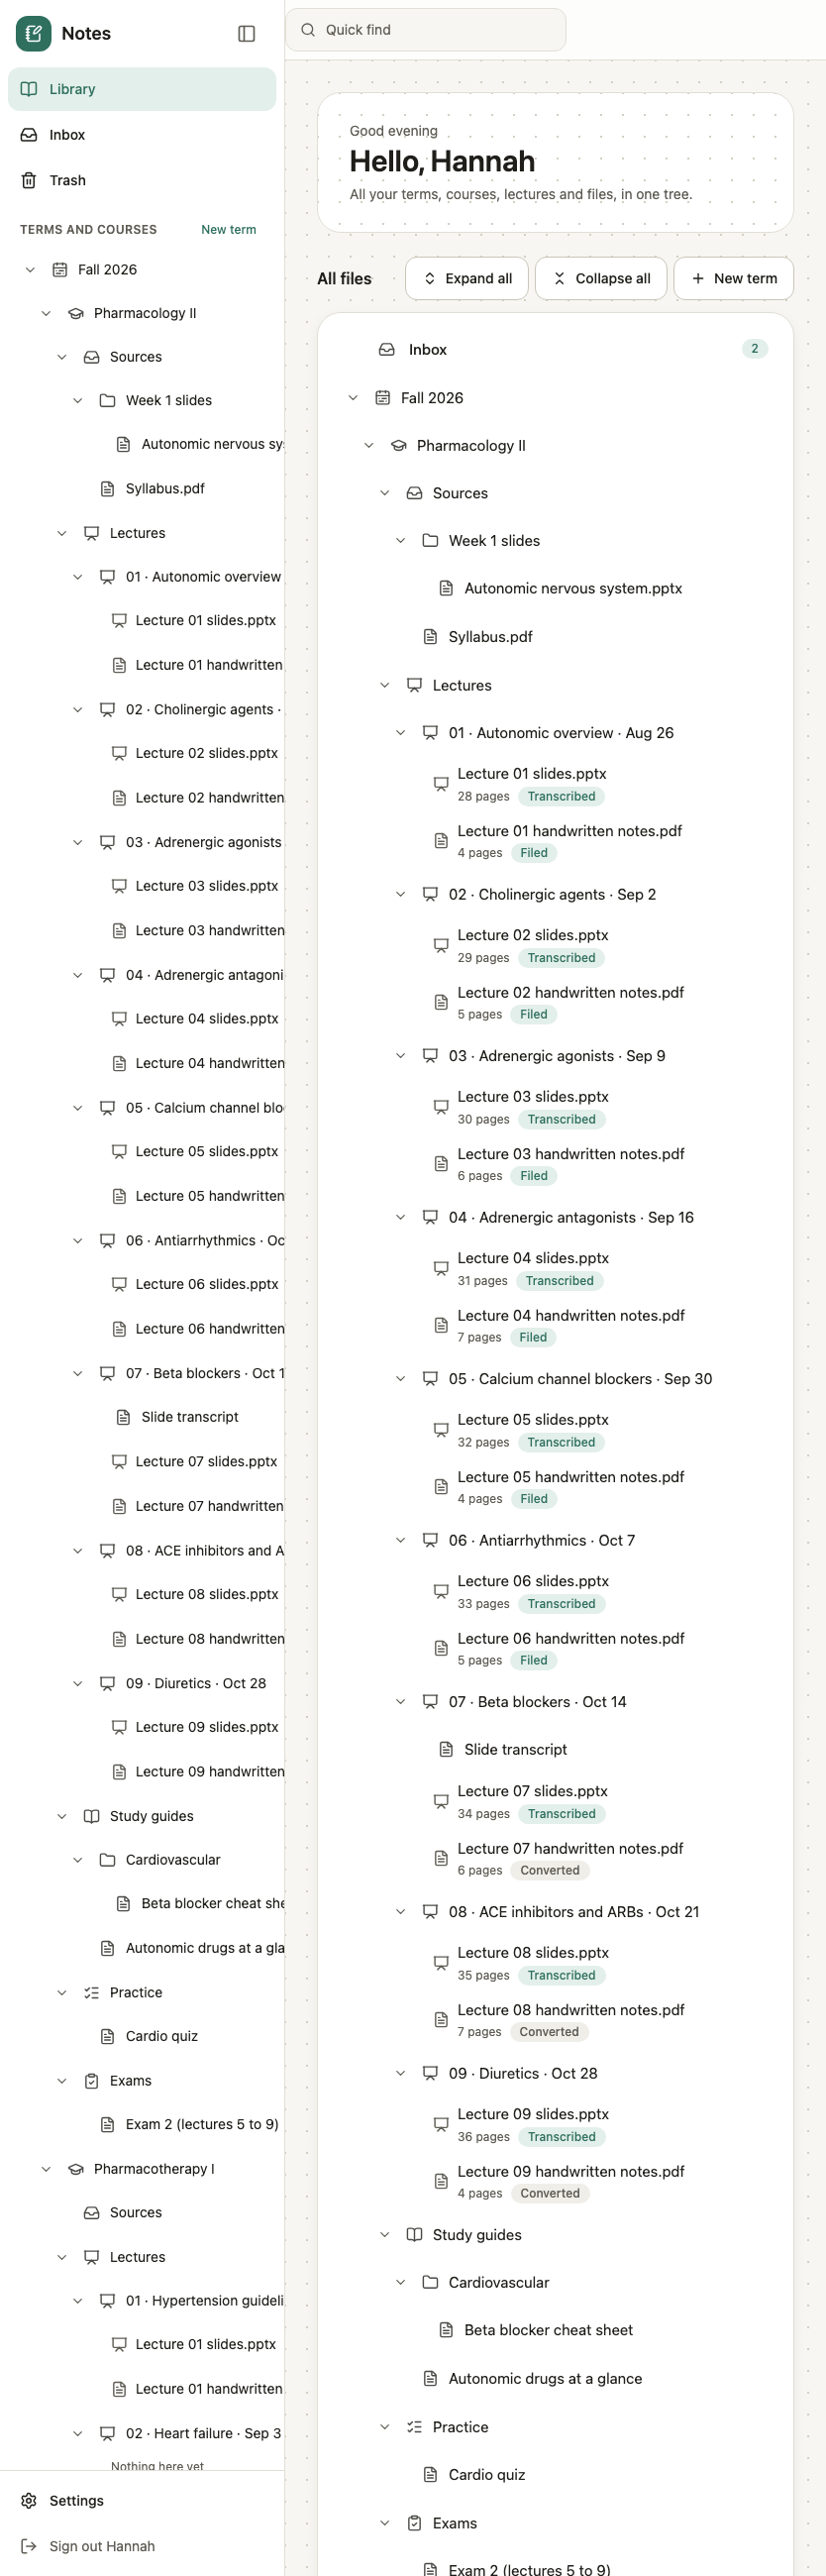 Notes
Library
Inbox
Trash
TERMS AND COURSES New term
Fall 2026
Pharmacology II
Sources
Week 1 slides
Autonomic nervous sy
Syllabus.pdf
Lectures
01 · Autonomic overview
Lecture 01 slides.pptx
Lecture 01 handwritten
02 · Cholinergic agents ·
Lecture 02 slides.pptx
Lecture 02 handwritten
03 · Adrenergic agonists
Lecture 03 slides.pptx
Lecture 03 handwritten
04 · Adrenergic antagoni
Lecture 04 slides.pptx
Lecture 04 handwritten
05 · Calcium channel blo
Lecture 05 slides.pptx
Lecture 05 handwritten
06 · Antiarrhythmics · Oc
Lecture 06 slides.pptx
Lecture 06 handwritten
07 · Beta blockers · Oct 1
Slide transcript
Lecture 07 slides.pptx
Lecture 07 handwritten
08 · ACE inhibitors and A
Lecture 08 slides.pptx
Lecture 08 handwritten
09 · Diuretics · Oct 28
Lecture 09 slides.pptx
Lecture 09 handwritten
Study guides
Cardiovascular
Beta blocker cheat she
Autonomic drugs at a gla
Practice
Cardio quiz
Exams
Exam 2 (lectures 5 to 9)
Pharmacotherapy I
Sources
Lectures
01 · Hypertension guideli
Lecture 01 slides.pptx
Lecture 01 handwritten
02 · Heart failure · Sep 3
Nothing here yet
Settings
Sign out Hannah
Quick find
Good evening
Hello, Hannah
All your terms, courses, lectures and files, in one tree.
All files Expand all Collapse all New term
Inbox 2
Fall 2026
Pharmacology II
Sources
Week 1 slides
Autonomic nervous system.pptx
Syllabus.pdf
Lectures
01 · Autonomic overview · Aug 26
Lecture 01 slides.pptx
28 pages Transcribed
Lecture 01 handwritten notes.pdf
4 pages Filed
02 · Cholinergic agents · Sep 2
Lecture 02 slides.pptx
29 pages Transcribed
Lecture 02 handwritten notes.pdf
5 pages Filed
03 · Adrenergic agonists · Sep 9
Lecture 03 slides.pptx
30 pages Transcribed
Lecture 03 handwritten notes.pdf
6 pages Filed
04 · Adrenergic antagonists · Sep 16
Lecture 04 slides.pptx
31 pages Transcribed
Lecture 04 handwritten notes.pdf
7 pages Filed
05 · Calcium channel blockers · Sep 30
Lecture 05 slides.pptx
32 pages Transcribed
Lecture 05 handwritten notes.pdf
4 pages Filed
06 · Antiarrhythmics · Oct 7
Lecture 06 slides.pptx
33 pages Transcribed
Lecture 06 handwritten notes.pdf
5 pages Filed
07 · Beta blockers · Oct 14
Slide transcript
Lecture 07 slides.pptx
34 pages Transcribed
Lecture 07 handwritten notes.pdf
6 pages Converted
08 · ACE inhibitors and ARBs · Oct 21
Lecture 08 slides.pptx
35 pages Transcribed
Lecture 08 handwritten notes.pdf
7 pages Converted
09 · Diuretics · Oct 28
Lecture 09 slides.pptx
36 pages Transcribed
Lecture 09 handwritten notes.pdf
4 pages Converted
Study guides
Cardiovascular
Beta blocker cheat sheet
Autonomic drugs at a glance
Practice
Cardio quiz
Exams
Exam 2 (lectures 5 to 9)